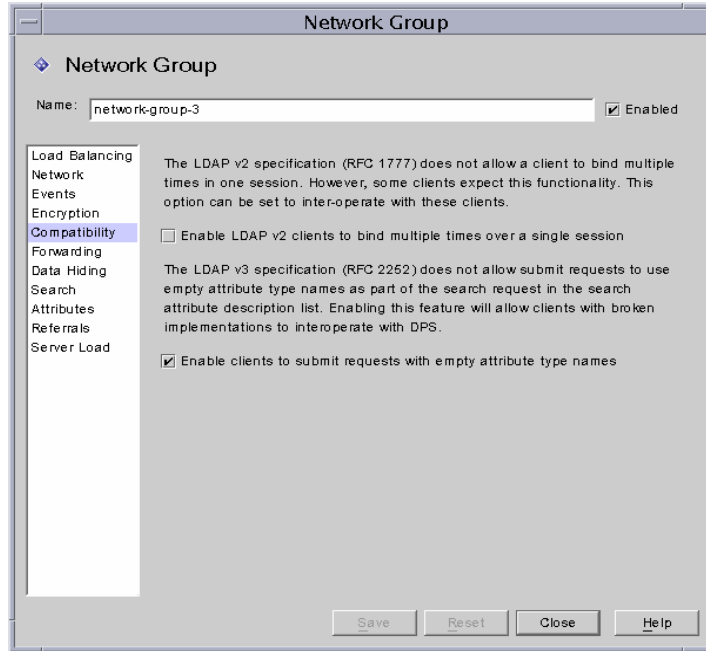 Network Group
Network Group
Name: network-group-3
Enabled
Load Balancing
Network
Events
Encryption
Compatibility
Forwarding
Data Hiding
Search
Attributes
Referrals
Server Load
The LDAP v2 specification (RFC 1777) does not allow a client to bind multiple
times in one session. However, some clients expect this functionality. This
option can be set to inter-operate with these clients.
Enable LDAP v2 clients to bind multiple times over a single session
The LDAP v3 specification (RFC 2252) does not allow submit requests to use
empty attribute type names as part of the search request in the search
attribute description list. Enabling this feature will allow clients with broken
implementations to interoperate with DPS.
Enable clients to submit requests with empty attribute type names
Save Reset Close Help